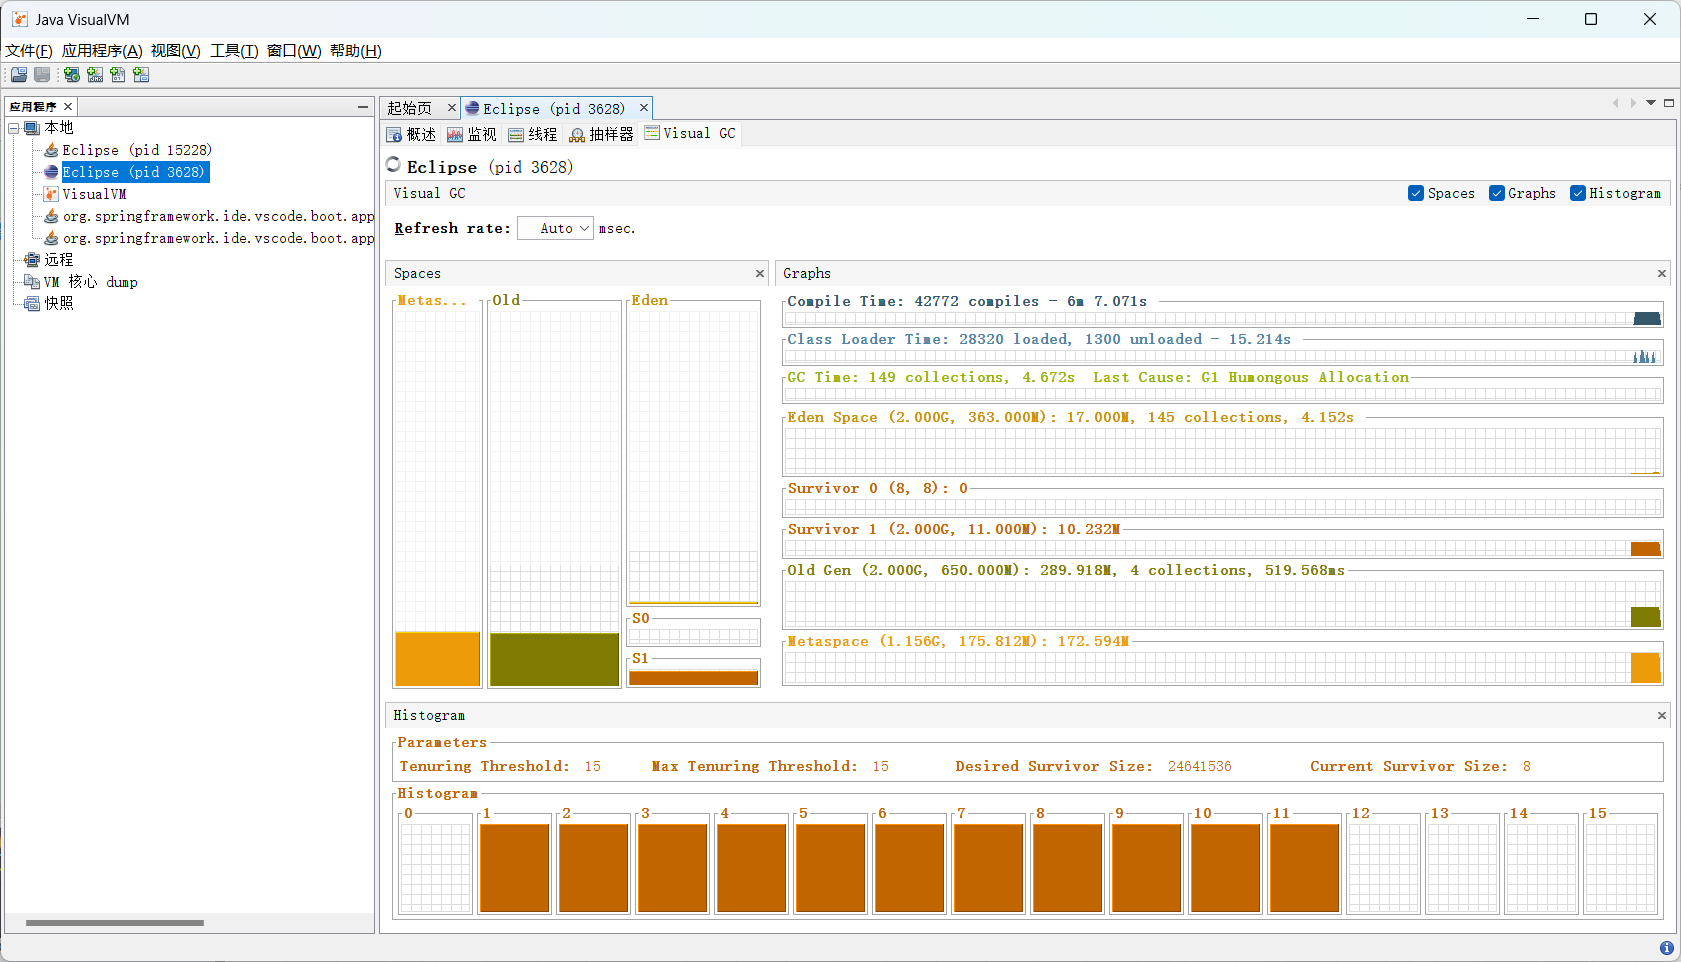 Java VisualVM
文件(F) 应用程序(A) 视图(V) 工具(T) 窗口(W) 帮助(H)
应用程序
本地
Eclipse (pid 15228)
Eclipse (pid 3628)
VisualVM
org.springframework.ide.vscode.boot.app
org.springframework.ide.vscode.boot.app
远程
VM 核心 dump
快照
起始页 Eclipse (pid 3628)
概述 监视 线程 抽样器 Visual GC
Eclipse (pid 3628)
Visual GC Spaces Graphs Histogram
Refresh rate: Auto msec.
Spaces
Metas... Old Eden
S0
S1
Graphs
Compile Time: 42772 compiles - 6m 7.071s
Class Loader Time: 28320 loaded, 1300 unloaded - 15.214s
GC Time: 149 collections, 4.672s Last Cause: G1 Humongous Allocation
Eden Space (2.000G, 363.000M): 17.000M, 145 collections, 4.152s
Survivor 0 (8, 8): 0
Survivor 1 (2.000G, 11.000M): 10.232M
Old Gen (2.000G, 650.000M): 289.918M, 4 collections, 519.568ms
Metaspace (1.156G, 175.812M): 172.594M
Histogram
Parameters
Tenuring Threshold: 15 Max Tenuring Threshold: 15 Desired Survivor Size: 24641536 Current Survivor Size: 8
Histogram
0 1 2 3 4 5 6 7 8 9 10 11 12 13 14 15